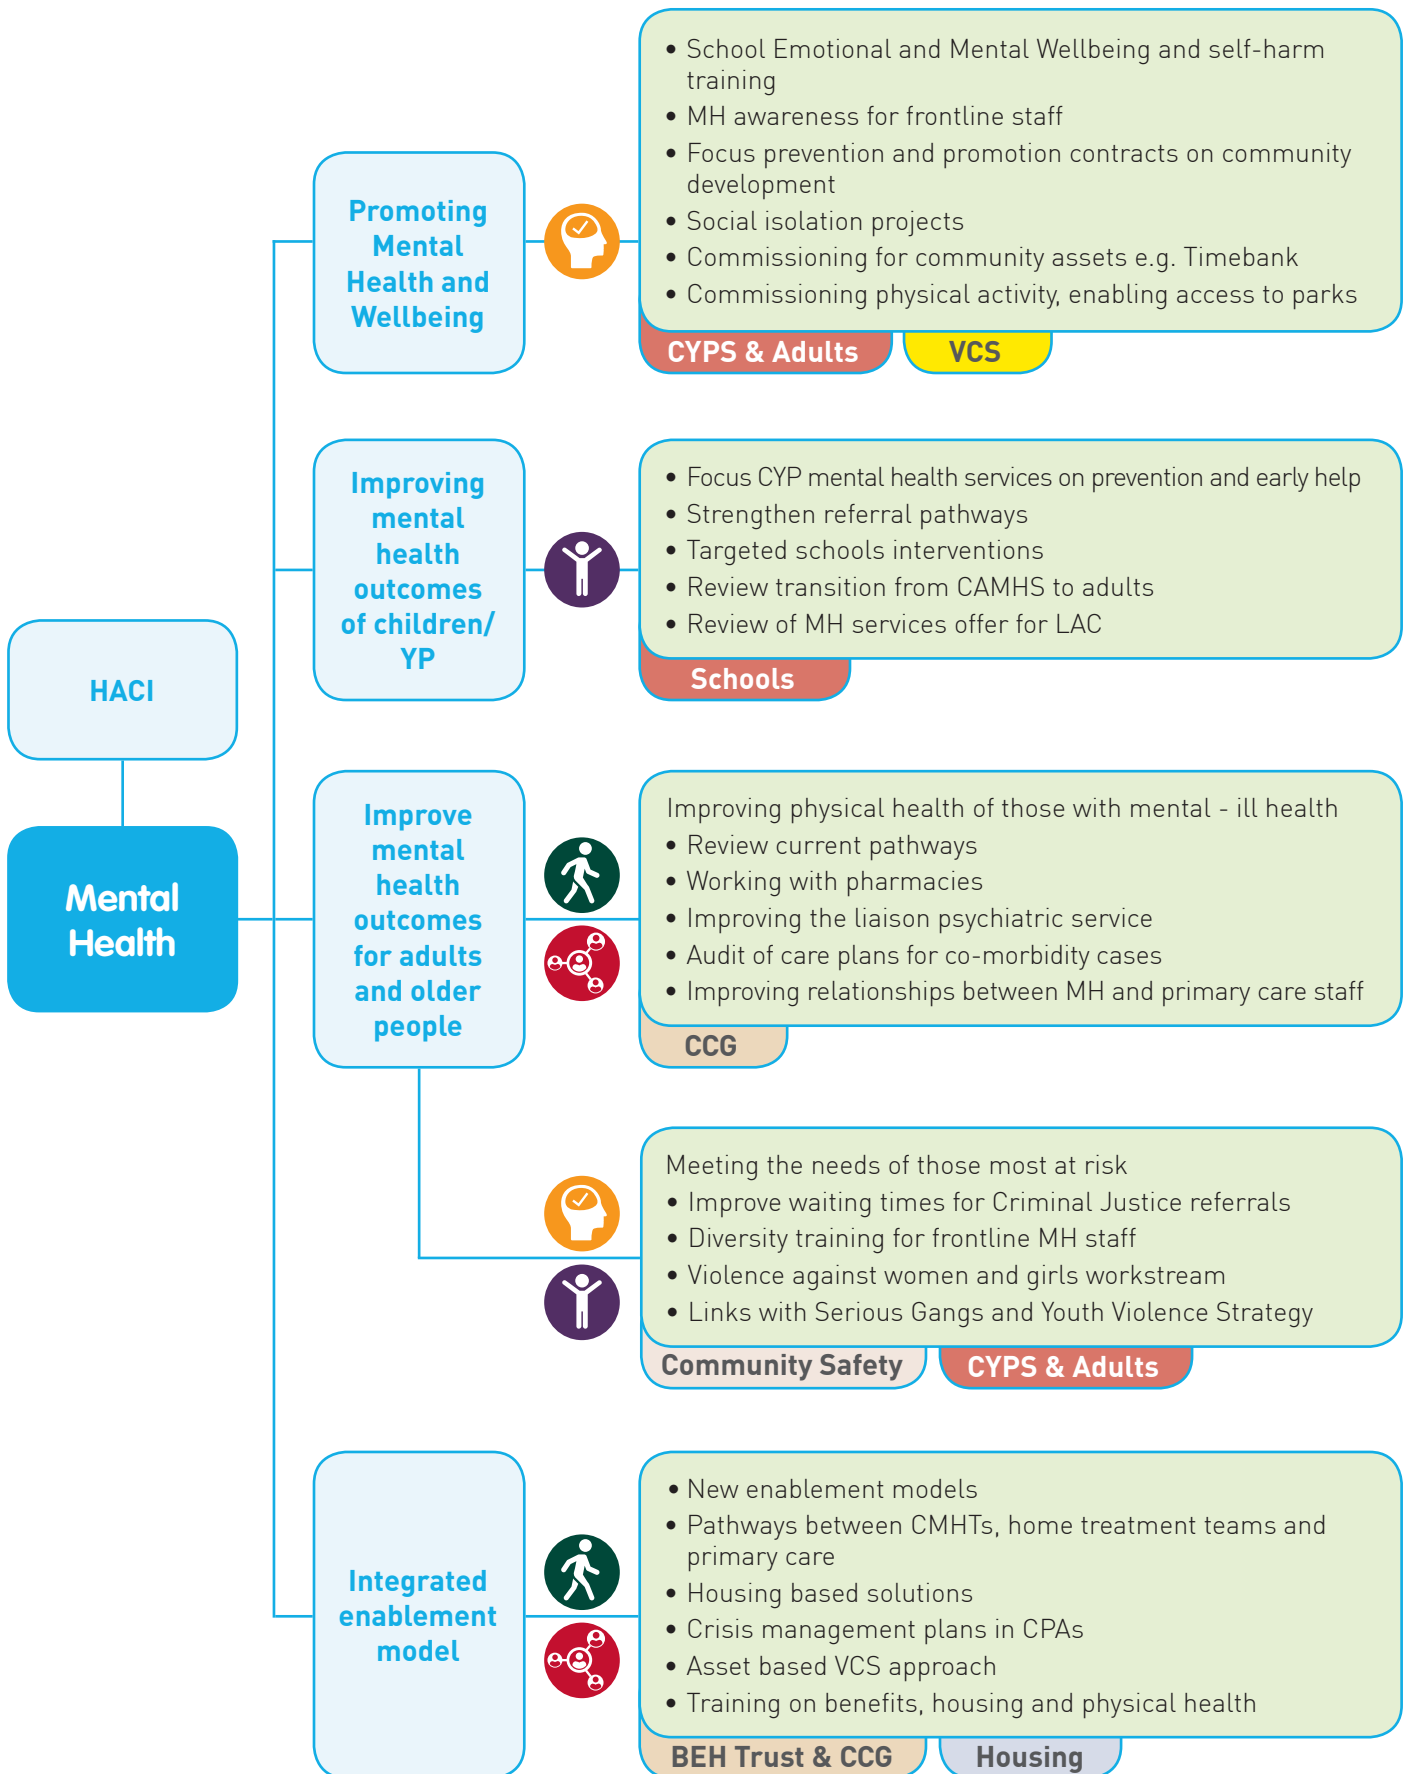 HACI
Mental
Health
Promoting
Mental
Health and
Wellbeing
• School Emotional and Mental Wellbeing and self-harm
training
• MH awareness for frontline staff
• Focus prevention and promotion contracts on community
development
• Social isolation projects
• Commissioning for community assets e.g. Timebank
• Commissioning physical activity, enabling access to parks
CYPS & Adults
VCS
Improving
mental
health
outcomes
of children/
YP
• Focus CYP mental health services on prevention and early help
• Strengthen referral pathways
• Targeted schools interventions
• Review transition from CAMHS to adults
• Review of MH services offer for LAC
Schools
Improve
mental
health
outcomes
for adults
and older
people
Improving physical health of those with mental - ill health
• Review current pathways
• Working with pharmacies
• Improving the liaison psychiatric service
• Audit of care plans for co-morbidity cases
• Improving relationships between MH and primary care staff
CCG
Meeting the needs of those most at risk
• Improve waiting times for Criminal Justice referrals
• Diversity training for frontline MH staff
• Violence against women and girls workstream
• Links with Serious Gangs and Youth Violence Strategy
Community Safety
CYPS & Adults
Integrated
enablement
model
• New enablement models
• Pathways between CMHTs, home treatment teams and
primary care
• Housing based solutions
• Crisis management plans in CPAs
• Asset based VCS approach
• Training on benefits, housing and physical health
BEH Trust & CCG
Housing